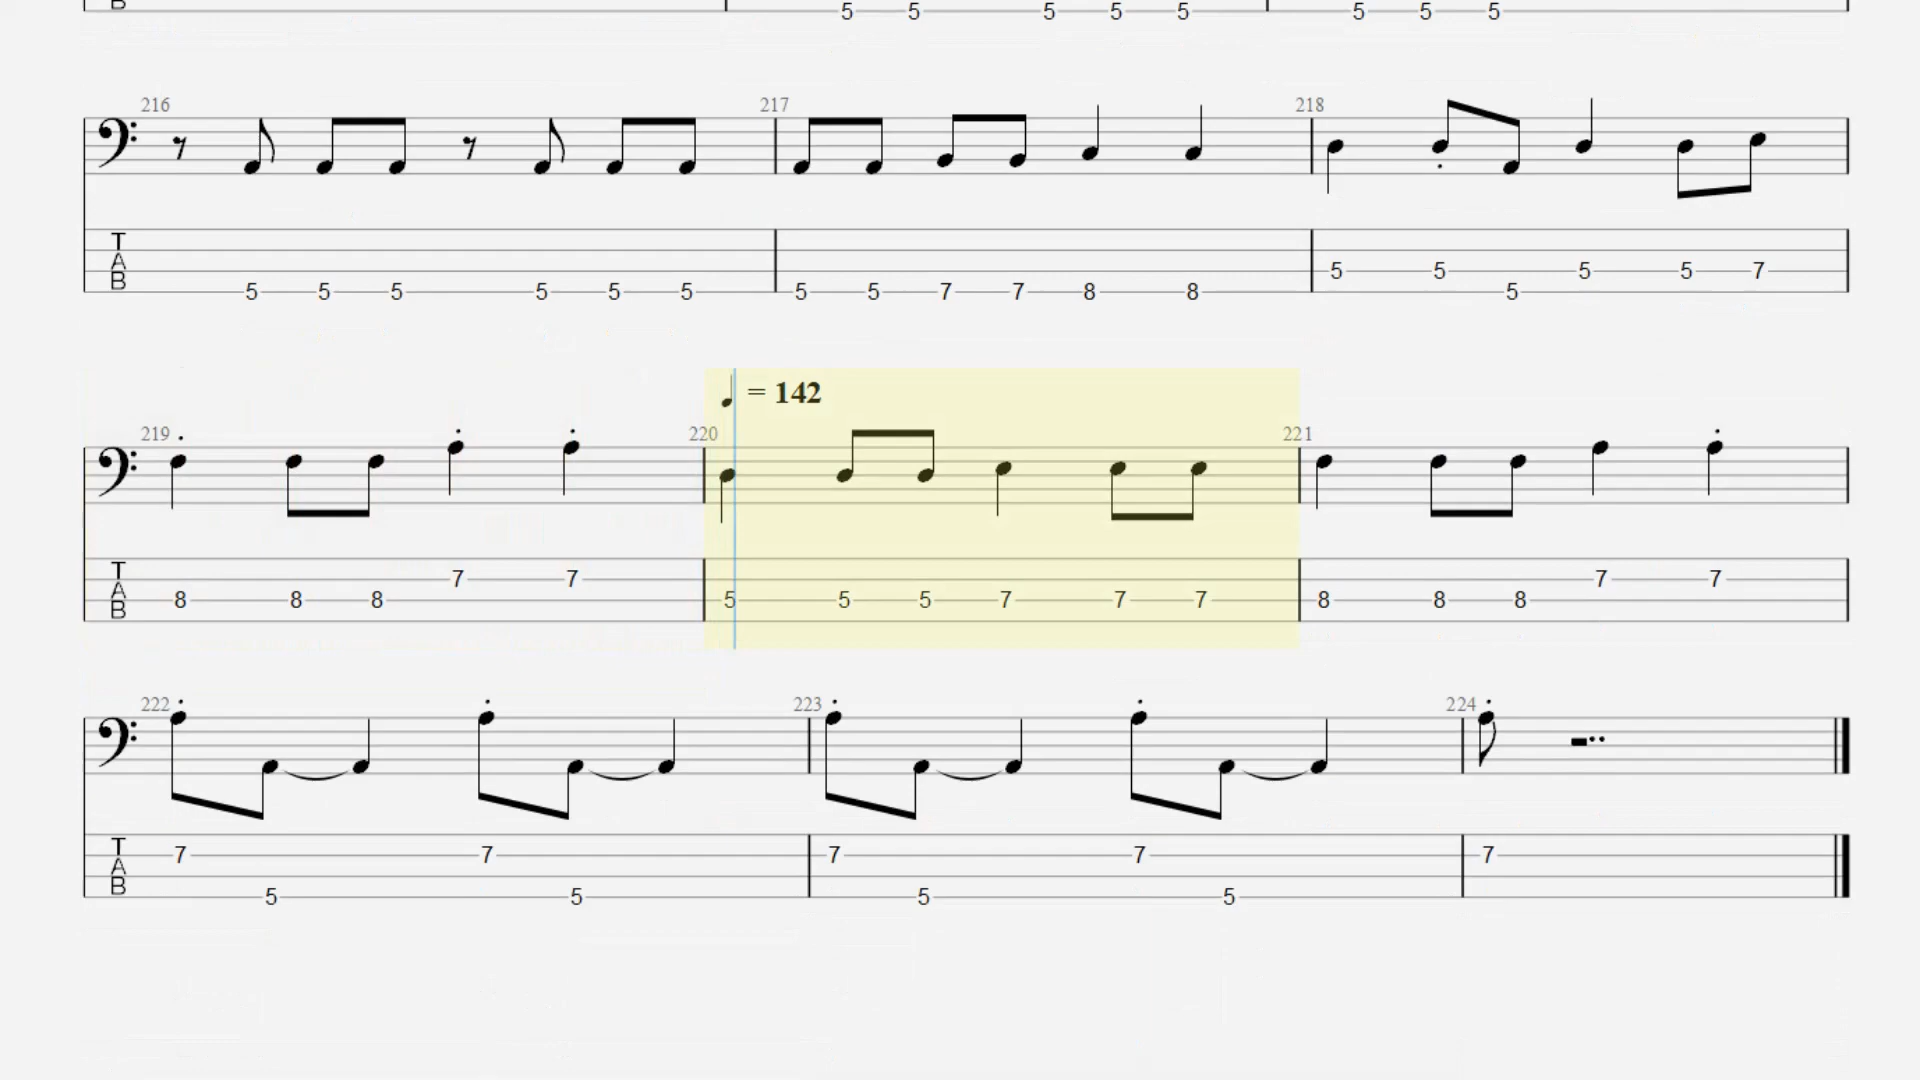 B 5 5 5 5 5 5 5 5
216 217 218
T 5 5 5 5 7
A
B 5 5 5 5 5 5 5 5 7 7 8 8 5
= 142
219 220 221
T 7 7 7 7
A 8 8 8 5 5 5 7 7 7 8 8 8
B
222 223 224
T 7 7 7 7 7
A
B 5 5 5 5